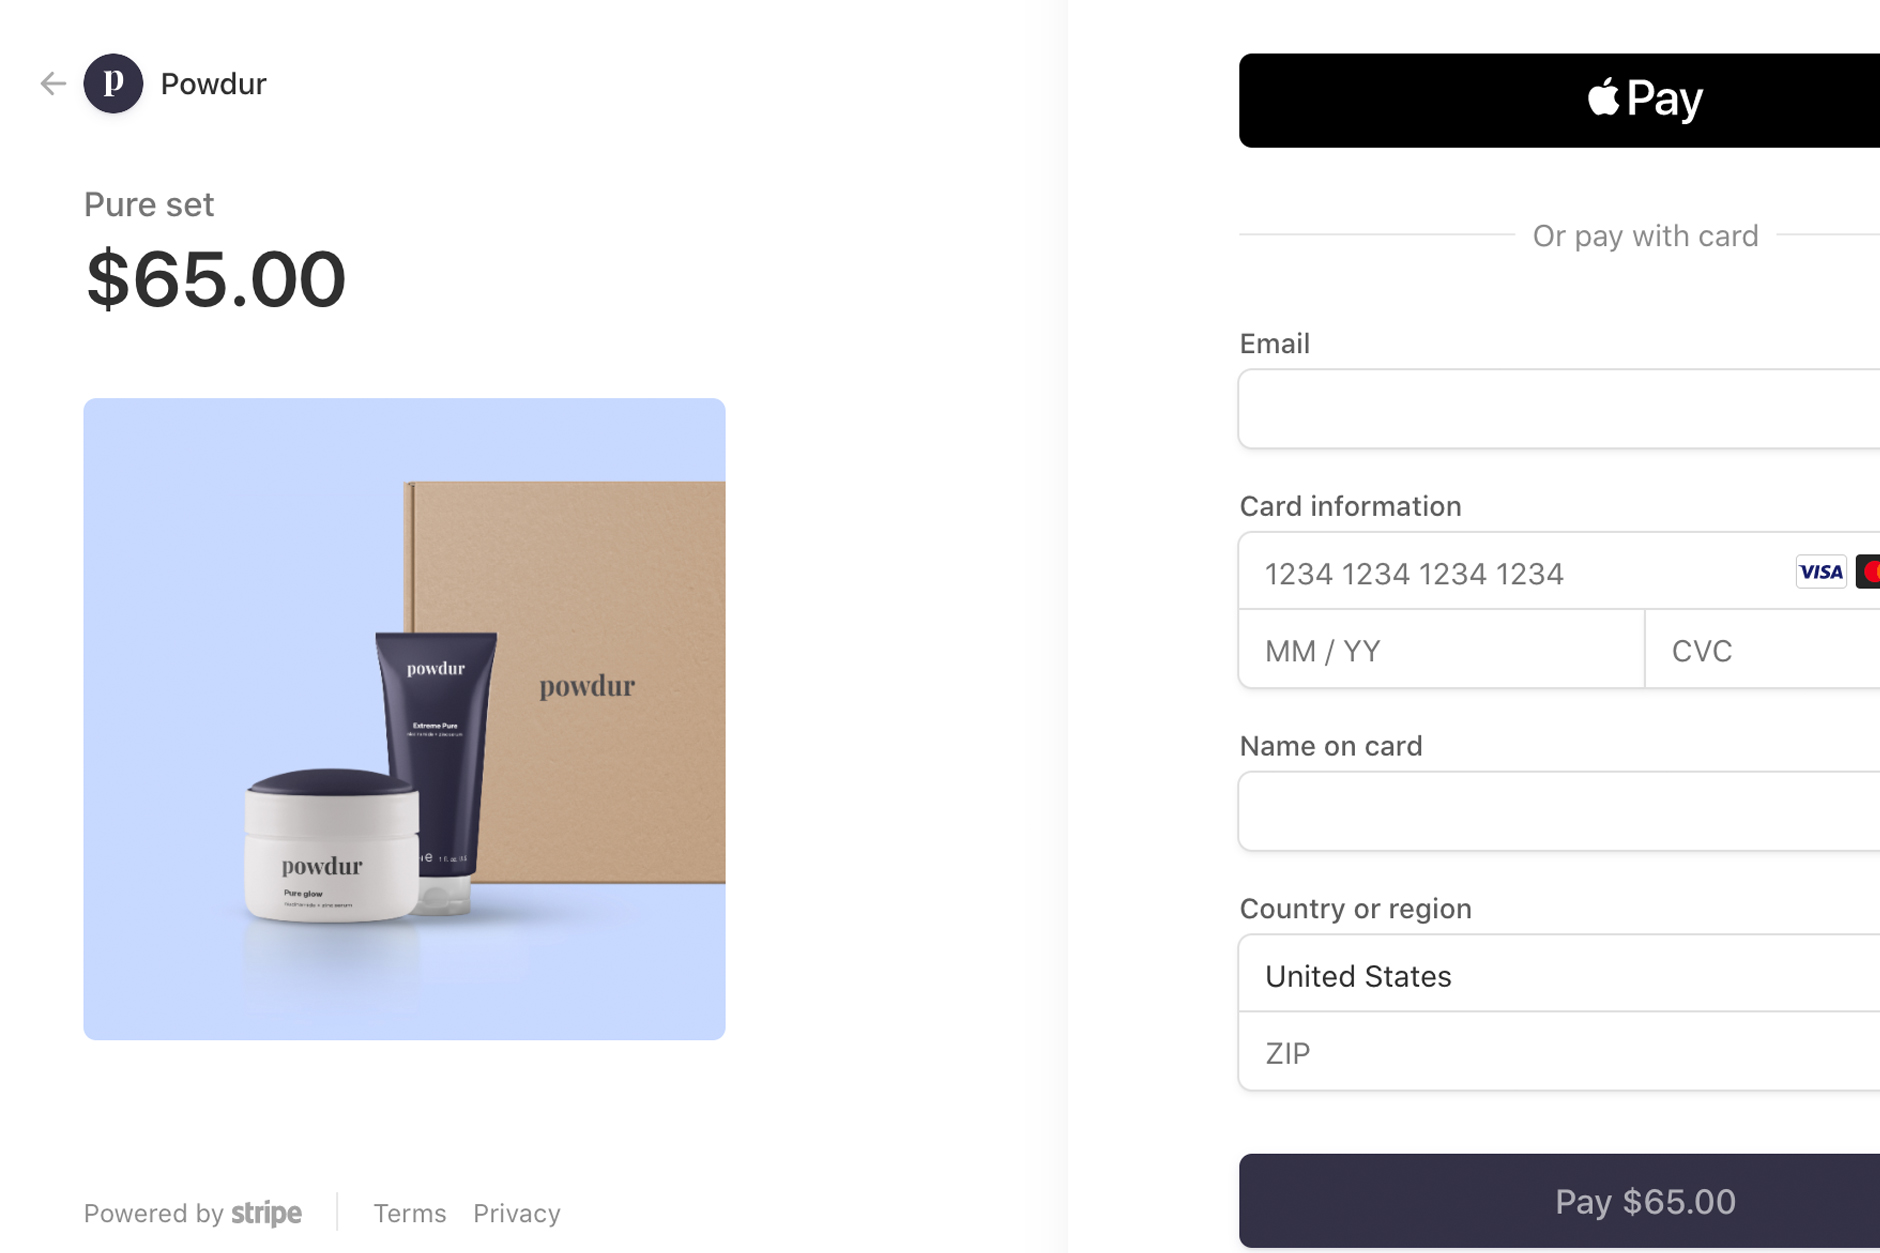 p Powdur
Pure set
$65.00
powdur
Extreme Pure
powdur
powdur
Pure glow
Powered by stripe
Terms Privacy
Pay
Or pay with card
Email
Card information
1234 1234 1234 1234 VISA
MM / YY CVC
Name on card
Country or region
United States
ZIP
Pay $65.00